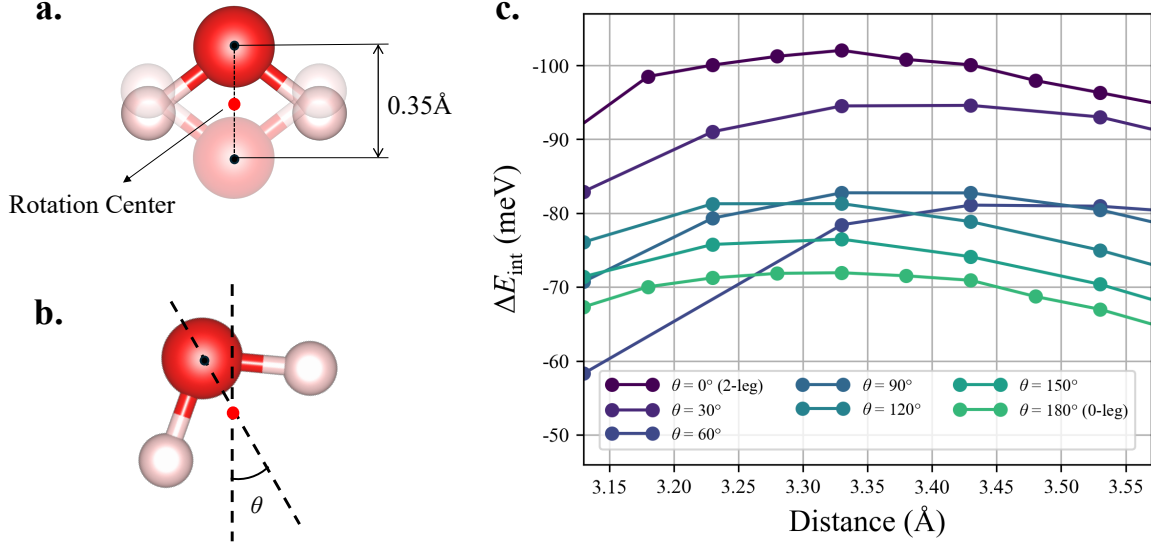 a.
0.35Å
Rotation Center
b.
θ
c.
ΔE_int (meV)
-100
-90
-80
-70
-60
-50
θ = 0° (2-leg)
θ = 30°
θ = 60°
θ = 90°
θ = 120°
θ = 150°
θ = 180° (0-leg)
3.15 3.20 3.25 3.30 3.35 3.40 3.45 3.50 3.55
Distance (Å)